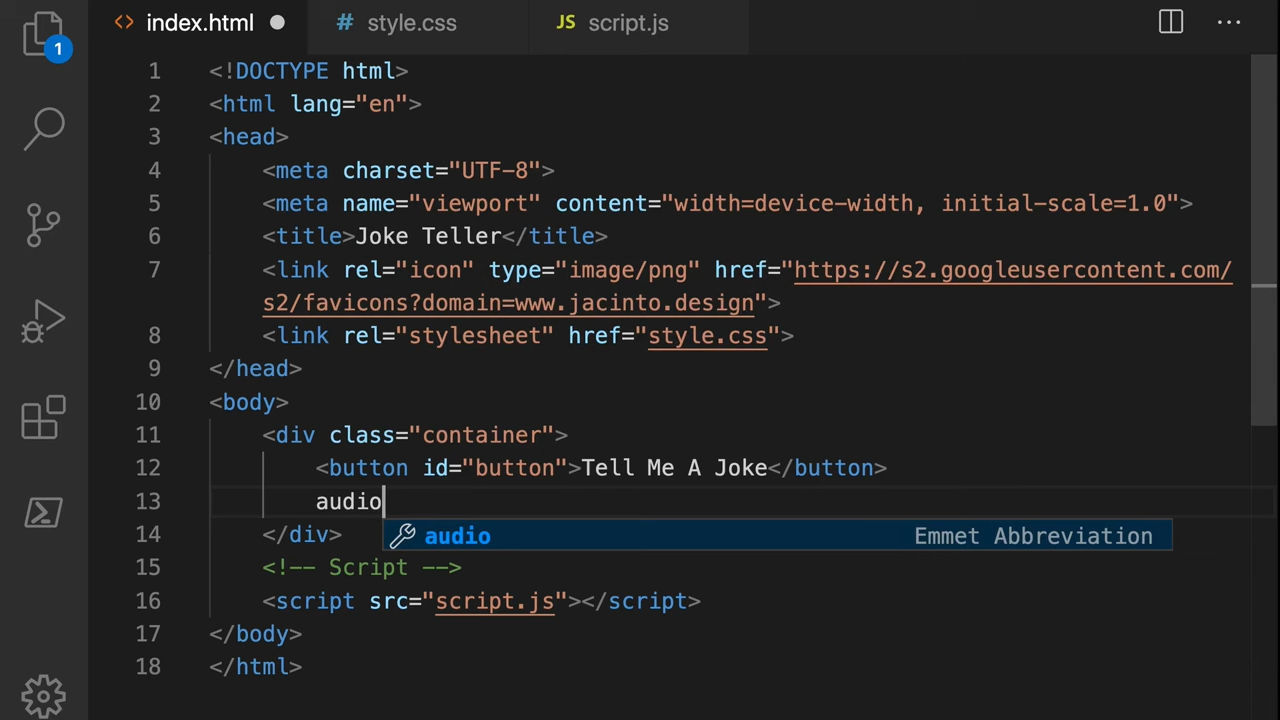 index.html
style.css
JS script.js
1
1 <!DOCTYPE html>
2 <html lang="en">
3 <head>
4 <meta charset="UTF-8">
5 <meta name="viewport" content="width=device-width, initial-scale=1.0">
6 <title>Joke Teller</title>
7 <link rel="icon" type="image/png" href="https://s2.googleusercontent.com/
s2/favicons?domain=www.jacinto.design">
8 <link rel="stylesheet" href="style.css">
9 </head>
10 <body>
11 <div class="container">
12 <button id="button">Tell Me A Joke</button>
13 audio
14 </div>
audio Emmet Abbreviation
15 <!-- Script -->
16 <script src="script.js"></script>
17 </body>
18 </html>